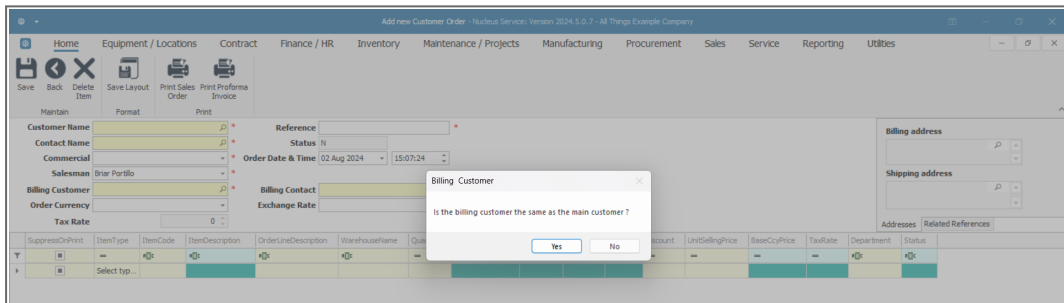 Add new Customer Order - Nucleus Service: Version 2024.5.0.7 - All Things Example Company
Home Equipment / Locations Contract Finance / HR Inventory Maintenance / Projects Manufacturing Procurement Sales Service Reporting Utilities
Save Back Delete Item Save Layout Print Sales Order Print Proforma Invoice
Maintain Format Print
Customer Name * Reference *
Billing address
Contact Name * Status N
Commercial * Order Date & Time 02 Aug 2024 15:07:24
Salesman Briar Portillo *
Shipping address
Billing Customer * Billing Contact
Order Currency Exchange Rate
Tax Rate 0
Addresses Related References
Billing Customer
Is the billing customer the same as the main customer ?
Yes No
SuppressOnPrint ItemType ItemCode ItemDescription OrderLineDescription WarehouseName UnitSellingPrice BaseCcyPrice TaxRate Department Status
Select typ...